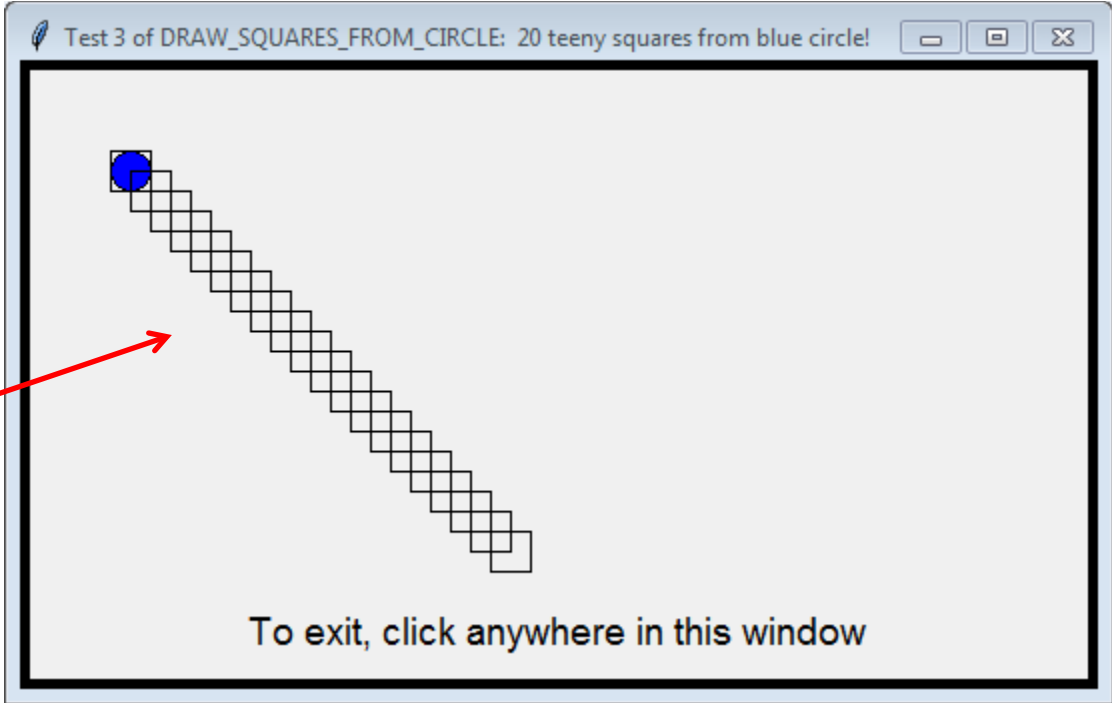 Test 3 of DRAW_SQUARES_FROM_CIRCLE:  20 teeny squares from blue circle!
To exit, click anywhere in this window